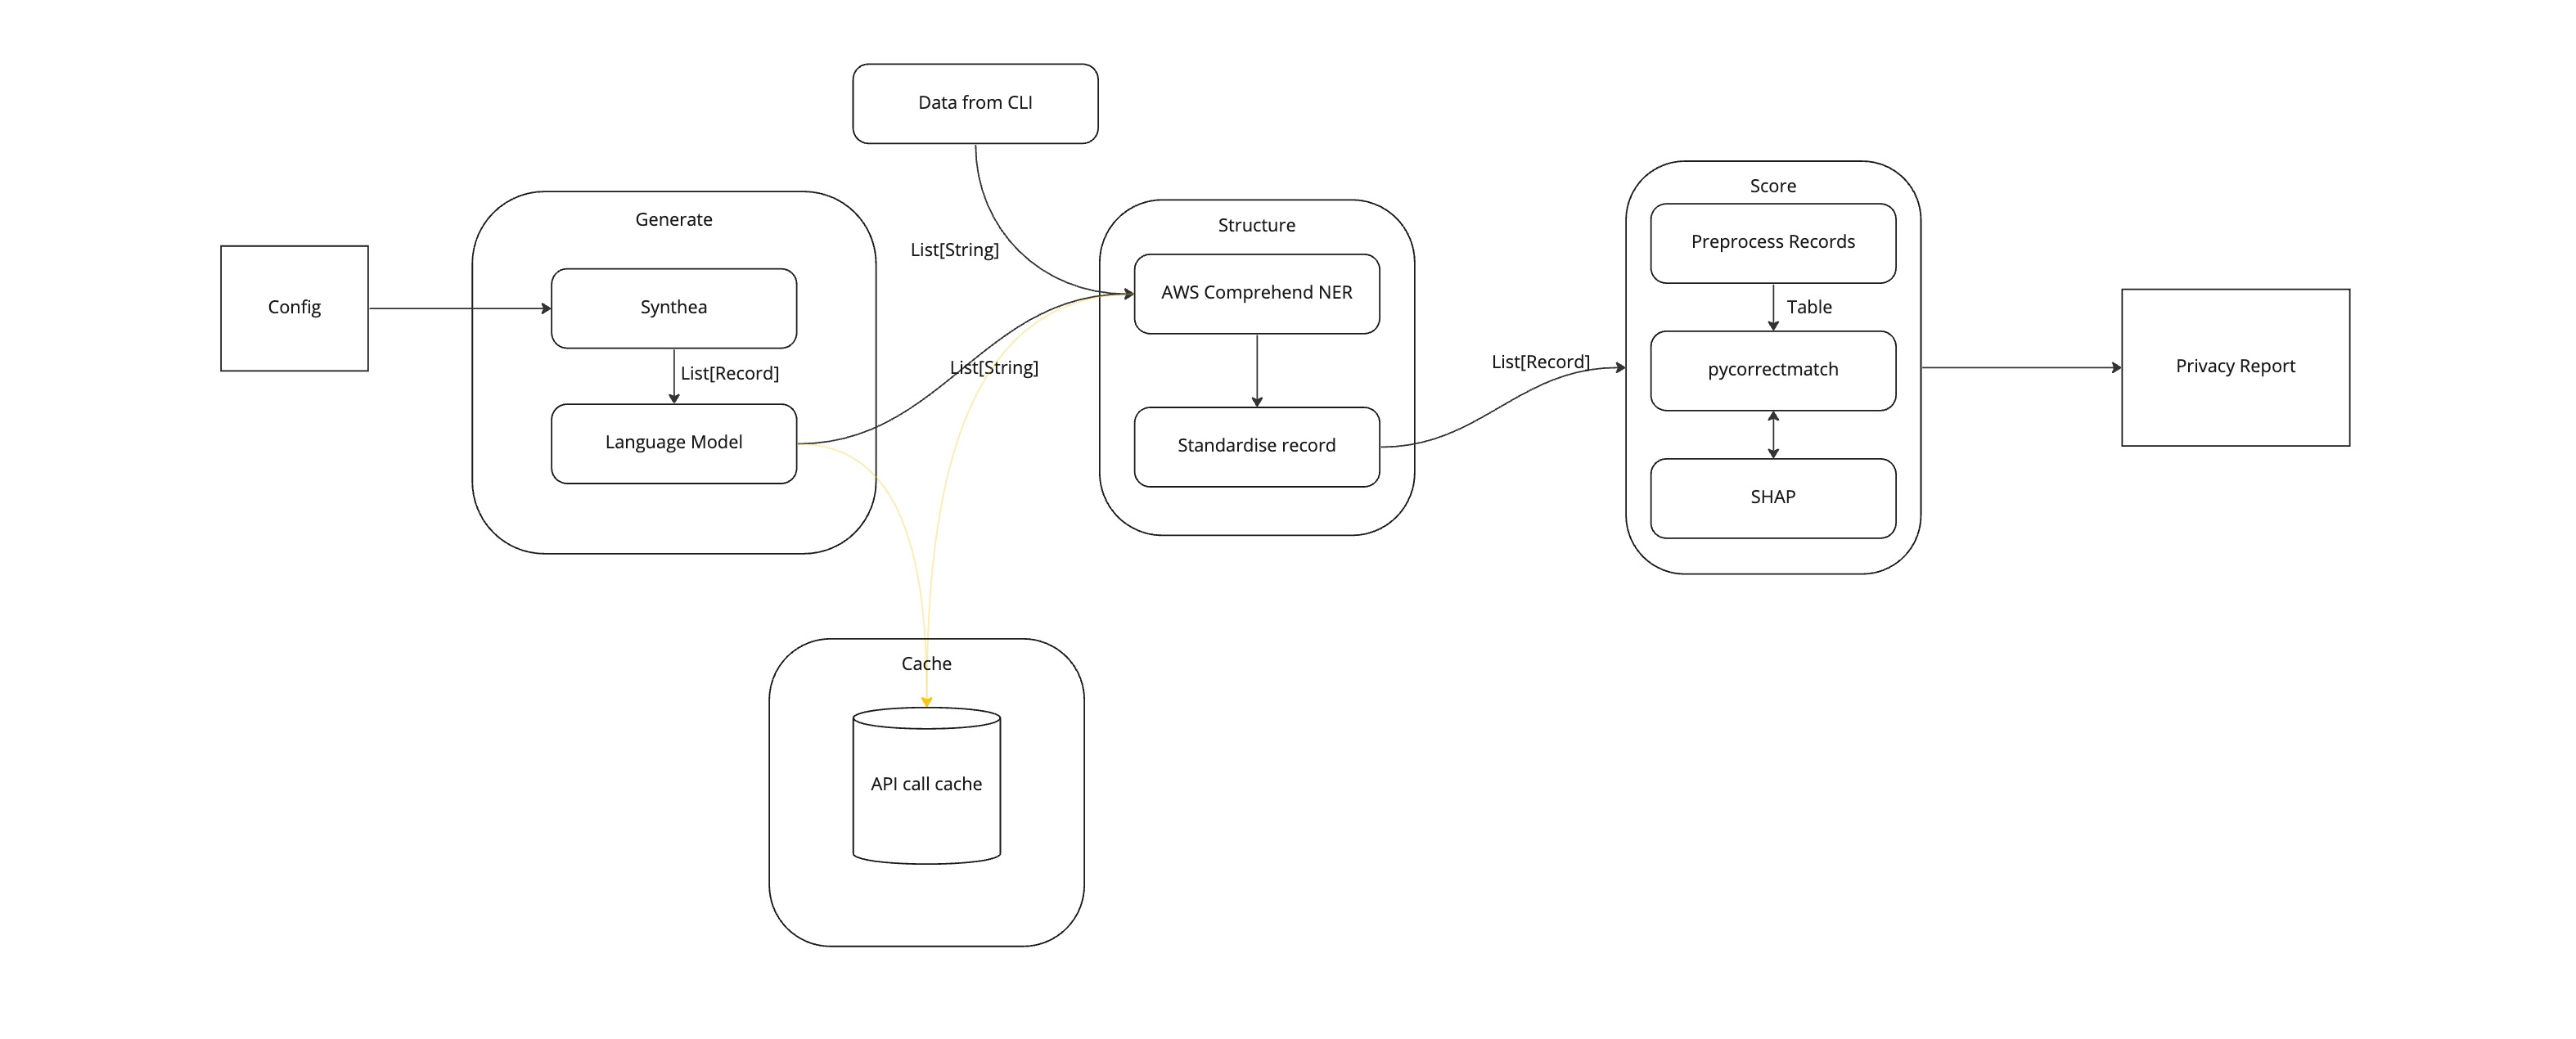 Data from CLI
Config
Generate
Synthea
List[Record]
Language Model
List[String]
List[String]
Structure
AWS Comprehend NER
Standardise record
List[Record]
Score
Preprocess Records
Table
pycorrectmatch
SHAP
Privacy Report
Cache
API call cache